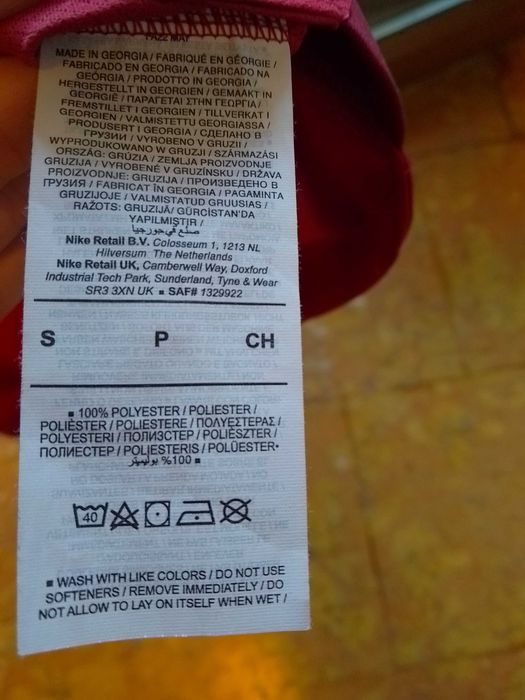 FA22 MAY
MADE IN GEORGIA / FABRIQUÉ EN GÉORGIE /
FABRICADO EN GEORGIA / FABRICADO NA
GEÓRGIA / PRODOTTO IN GEORGIA /
HERGESTELLT IN GEORGIEN / GEMAAKT IN
GEORGIË / ΠΑΡΑΓΕΤΑΙ ΣΤΗΝ ΓΕΩΡΓΙΑ /
FREMSTILLET I GEORGIEN / TILLVERKAT I
GEORGIEN / VALMISTETTU GEORGIASSA /
PRODUSERT I GEORGIA / СДЕЛАНО В
ГРУЗИИ / VYROBENO V GRUZII /
WYPRODUKOWANO W GRUZJI / SZÁRMAZÁSI
ORSZÁG: GRÚZIA / ZEMLJA PROIZVODNJE
GRUZIJA / VYROBENÉ V GRUZÍNSKU / DRŽAVA
PROIZVODNJE: GRUZIJA / ПРОИЗВЕДЕНО В
ГРУЗИЯ / FABRICAT ÎN GEORGIA / PAGAMINTA
GRUZIJOJE / VALMISTATUD GRUUSIAS /
RAŽOTS: GRUZIJĀ / GÜRCİSTAN'DA
YAPILMIŞTIR /
صنع في جورجيا
Nike Retail B.V. Colosseum 1, 1213 NL
Hilversum The Netherlands
Nike Retail UK, Camberwell Way, Doxford
Industrial Tech Park, Sunderland, Tyne & Wear
SR3 3XN UK ▪ SAF# 1329922
S P CH
▪ 100% POLYESTER / POLIESTER /
POLIÉSTER / POLIESTERE / ΠΟΛΥΕΣΤΕΡΑΣ /
POLYESTERI / ПОЛИЭСТЕР / POLIÉSZTER /
ПОЛИЕСТЕР / POLIESTERIS / POLÜESTER▪
▪ 100% بوليستر
40
▪ WASH WITH LIKE COLORS / DO NOT USE
SOFTENERS / REMOVE IMMEDIATELY / DO
NOT ALLOW TO LAY ON ITSELF WHEN WET /